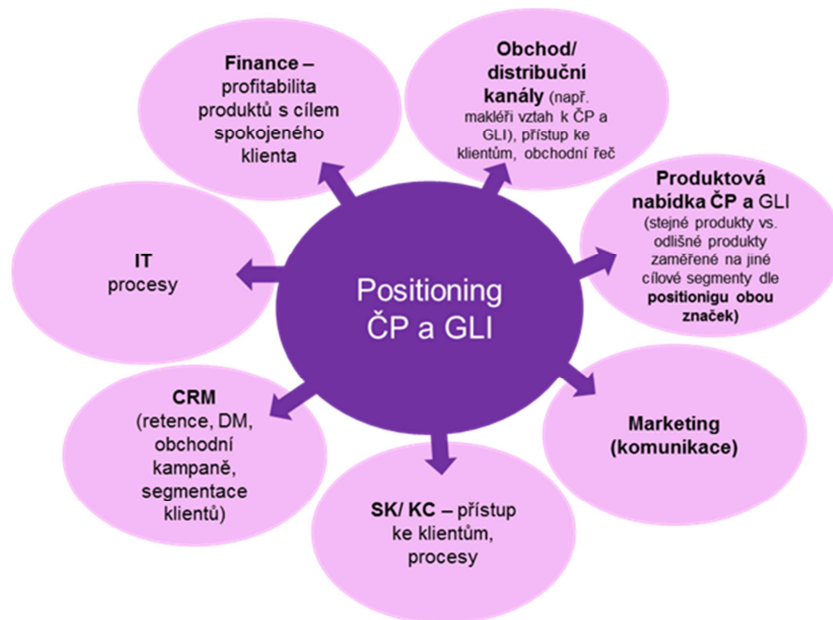 Finance –
profitabilita
produktů s cílem
spokojeného
klienta
Obchod/
distribuční
kanály (např.
makléři vztah k ČP a
GLI), přístup ke
klientům, obchodní řeč
Produktová
nabídka ČP a GLI
(stejné produkty vs.
odlišné produkty
zaměřené na jiné
cílové segmenty dle
positionigu obou
značek)
IT
procesy
Positioning
ČP a GLI
CRM
(retence, DM,
obchodní
kampaně,
segmentace
klientů)
Marketing
(komunikace)
SK/ KC – přístup
ke klientům,
procesy